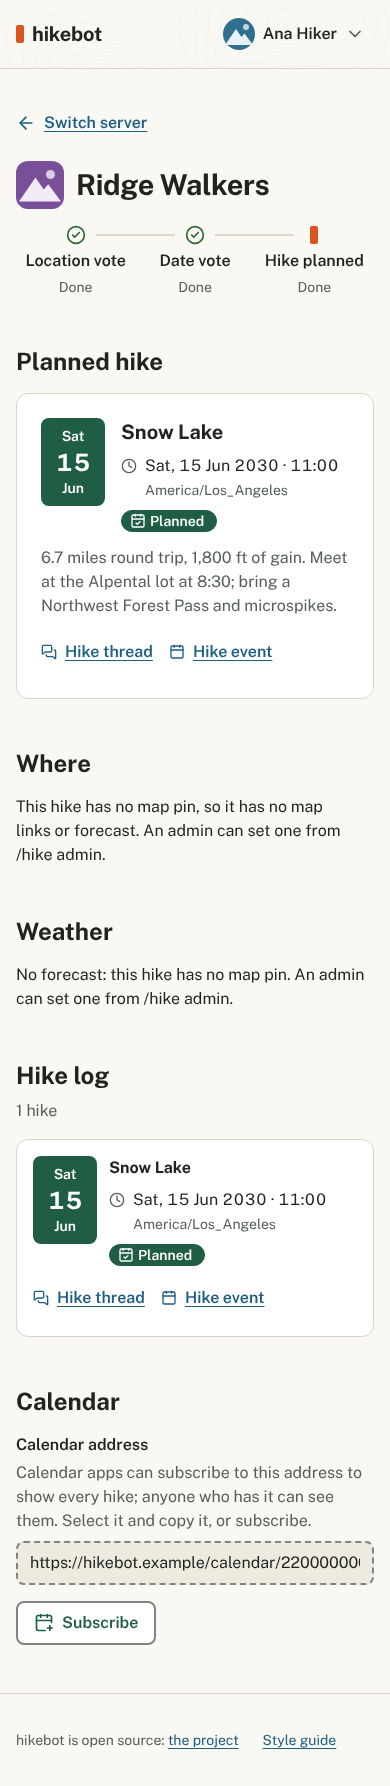 hikebot
Ana Hiker
Switch server
Ridge Walkers
Location vote
Date vote
Hike planned
Done
Done
Done
Planned hike
Sat
15
Jun
Snow Lake
Sat, 15 Jun 2030 · 11:00
America/Los_Angeles
Planned
6.7 miles round trip, 1,800 ft of gain. Meet
at the Alpental lot at 8:30; bring a
Northwest Forest Pass and microspikes.
Hike thread
Hike event
Where
This hike has no map pin, so it has no map
links or forecast. An admin can set one from
/hike admin.
Weather
No forecast: this hike has no map pin. An admin
can set one from /hike admin.
Hike log
1 hike
Sat
15
Jun
Snow Lake
Sat, 15 Jun 2030 · 11:00
America/Los_Angeles
Planned
Hike thread
Hike event
Calendar
Calendar address
Calendar apps can subscribe to this address to
show every hike; anyone who has it can see
them. Select it and copy it, or subscribe.
https://hikebot.example/calendar/22000000
Subscribe
hikebot is open source: the project
Style guide